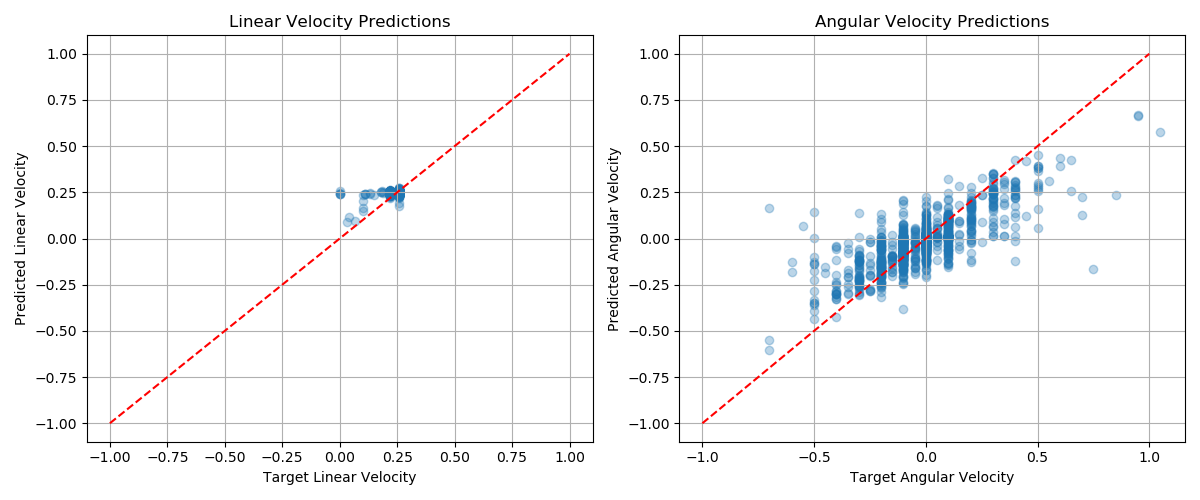 Linear Velocity Predictions
1.00
0.75
0.50
0.25
0.00
−0.25
−0.50
−0.75
−1.00
Predicted Linear Velocity
−1.00 −0.75 −0.50 −0.25 0.00 0.25 0.50 0.75 1.00
Target Linear Velocity
Angular Velocity Predictions
1.00
0.75
0.50
0.25
0.00
−0.25
−0.50
−0.75
−1.00
Predicted Angular Velocity
−1.0 −0.5 0.0 0.5 1.0
Target Angular Velocity